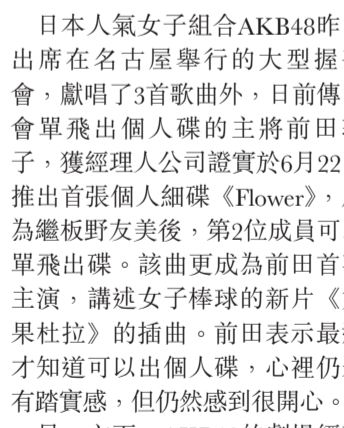 日本人氣女子組合AKB48昨
出席在名古屋舉行的大型握
會，獻唱了3首歌曲外，日前傳
會單飛出個人碟的主將前田
子，獲經理人公司證實於6月22
推出首張個人細碟《Flower》，
為繼板野友美後，第2位成員可
單飛出碟。該曲更成為前田首
主演，講述女子棒球的新片《
果杜拉》的插曲。前田表示最
才知道可以出個人碟，心裡仍
有踏實感，但仍然感到很開心。